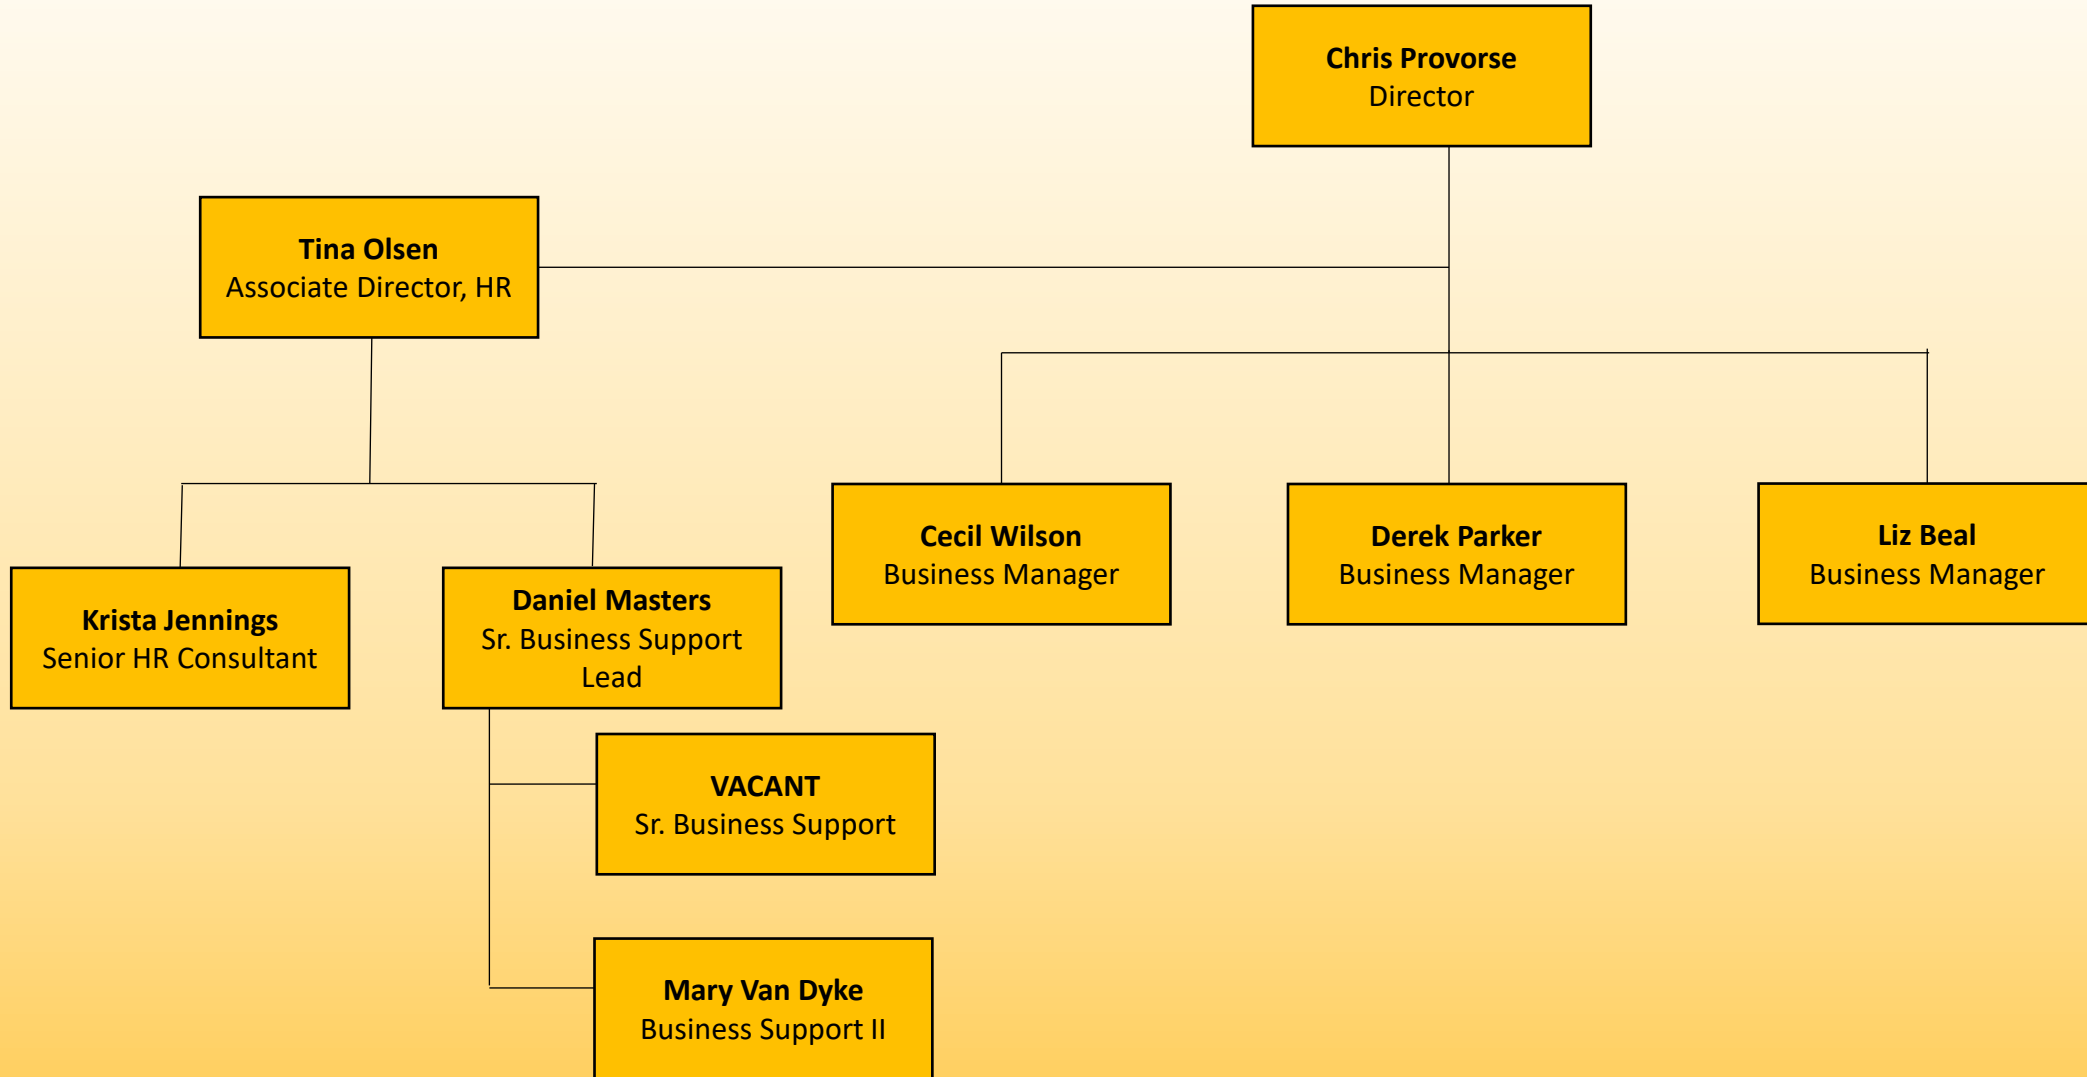 Chris Provorse
Director
Tina Olsen
Associate Director, HR
Cecil Wilson
Business Manager
Derek Parker
Business Manager
Liz Beal
Business Manager
Krista Jennings
Senior HR Consultant
Daniel Masters
Sr. Business Support
Lead
VACANT
Sr. Business Support
Mary Van Dyke
Business Support II